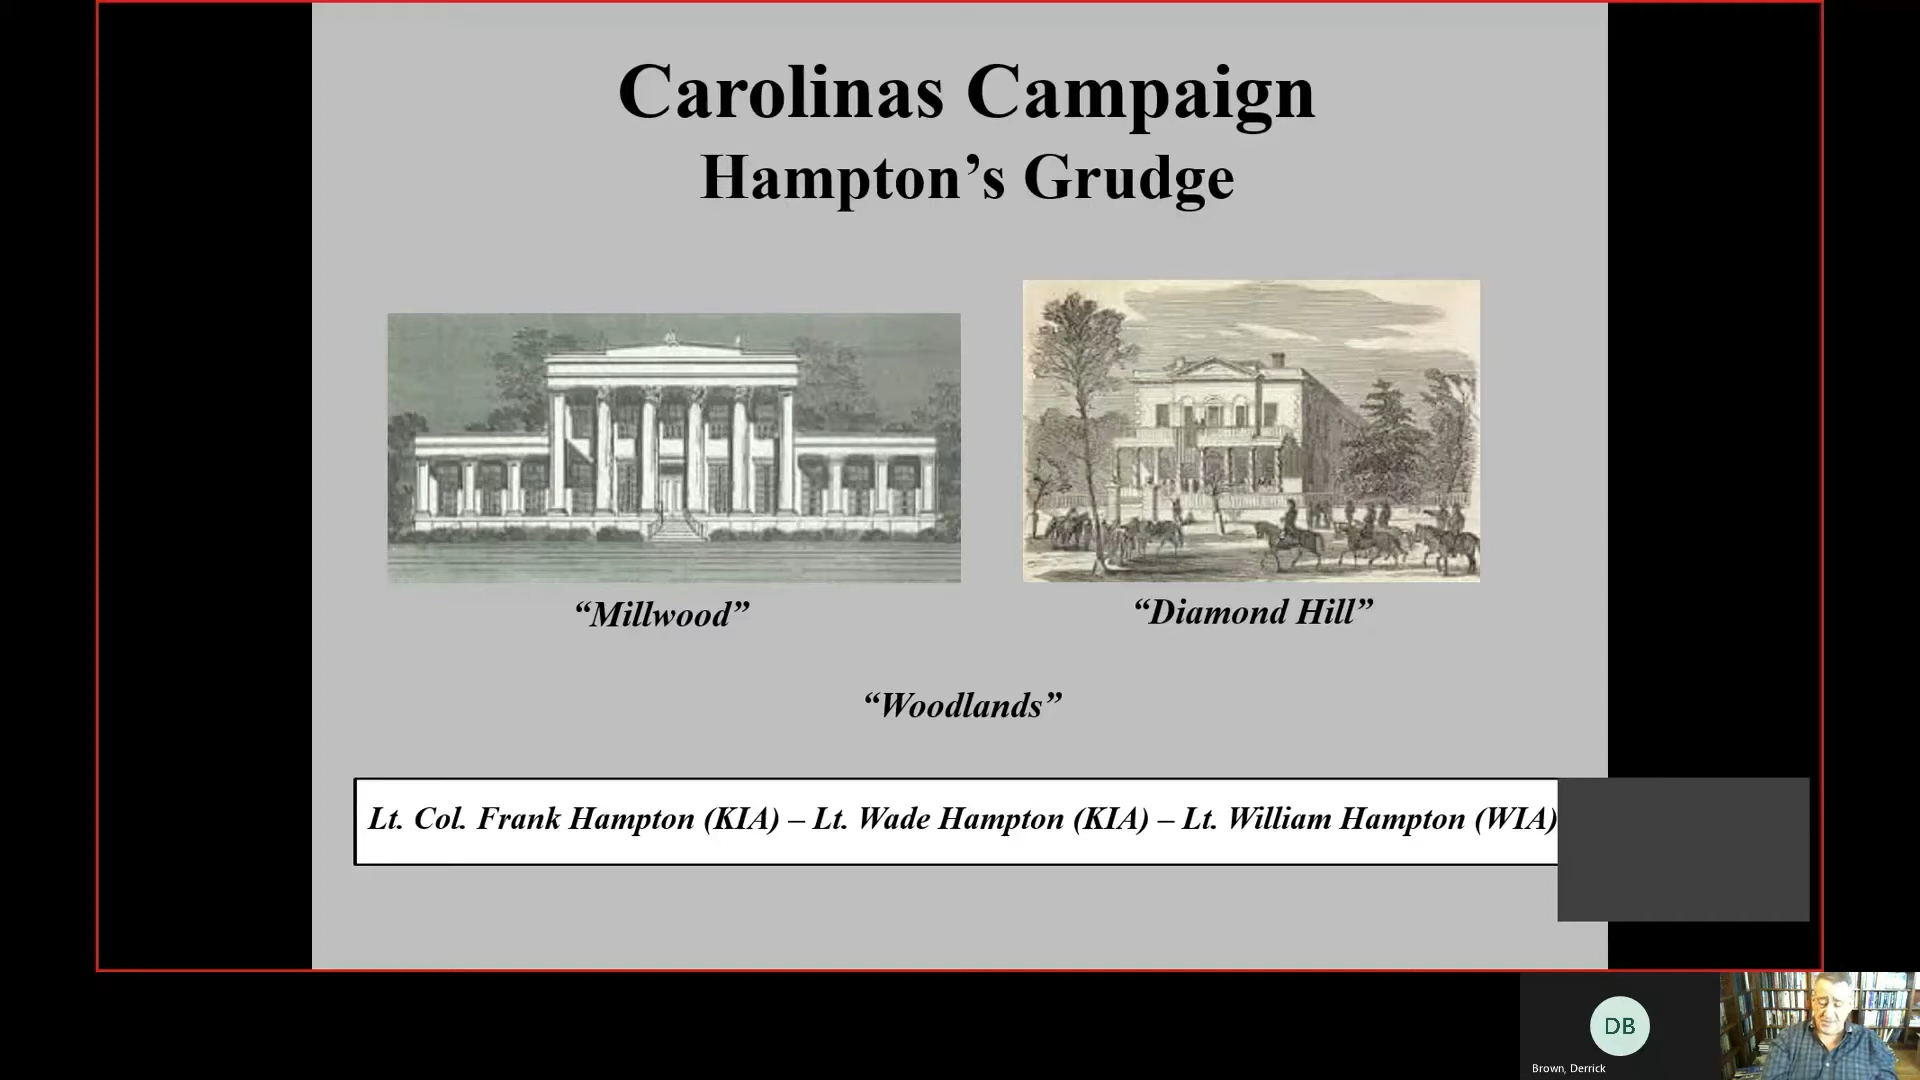 Carolinas Campaign
Hampton’s Grudge
“Millwood”
“Diamond Hill”
“Woodlands”
Lt. Col. Frank Hampton (KIA) – Lt. Wade Hampton (KIA) – Lt. William Hampton (WIA)
DB
Brown, Derrick